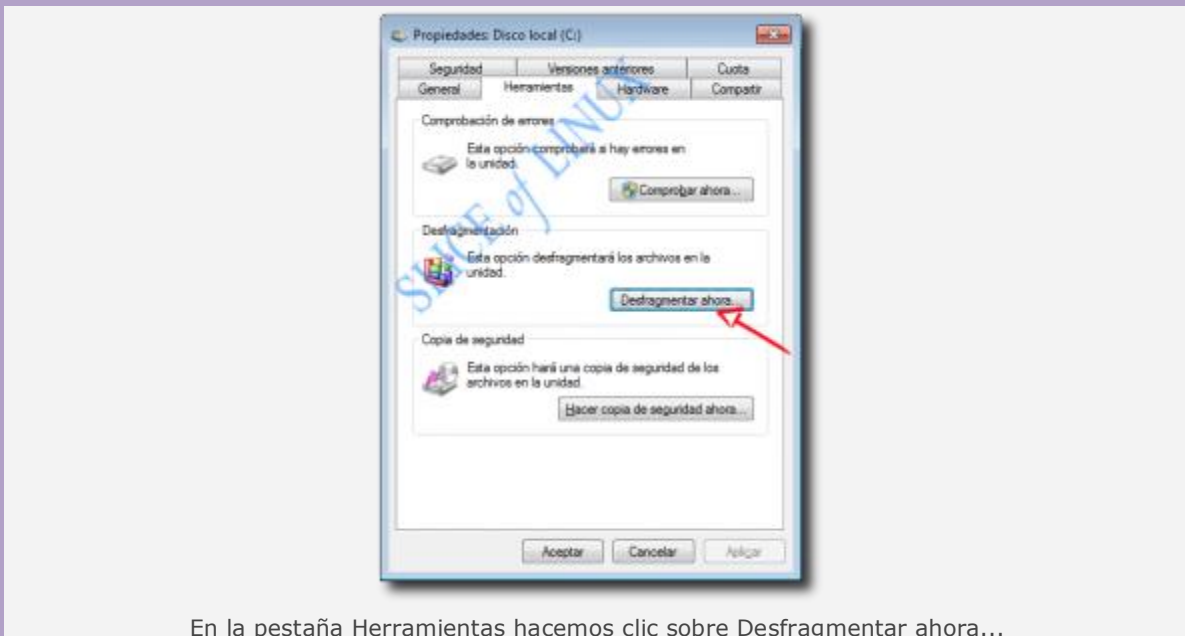 Propiedades: Disco local (C:)
Seguridad Versiones anteriores Cuota
General Herramientas Hardware Compartir
Comprobación de errores
Esta opción comprobará si hay errores en
la unidad.
Comprobar ahora...
Desfragmentación
Esta opción desfragmentará los archivos en la
unidad.
Desfragmentar ahora...
Copia de seguridad
Esta opción hará una copia de seguridad de los
archivos en la unidad.
Hacer copia de seguridad ahora...
Aceptar Cancelar Aplicar
SLICE of LINUX
En la pestaña Herramientas hacemos clic sobre Desfragmentar ahora...